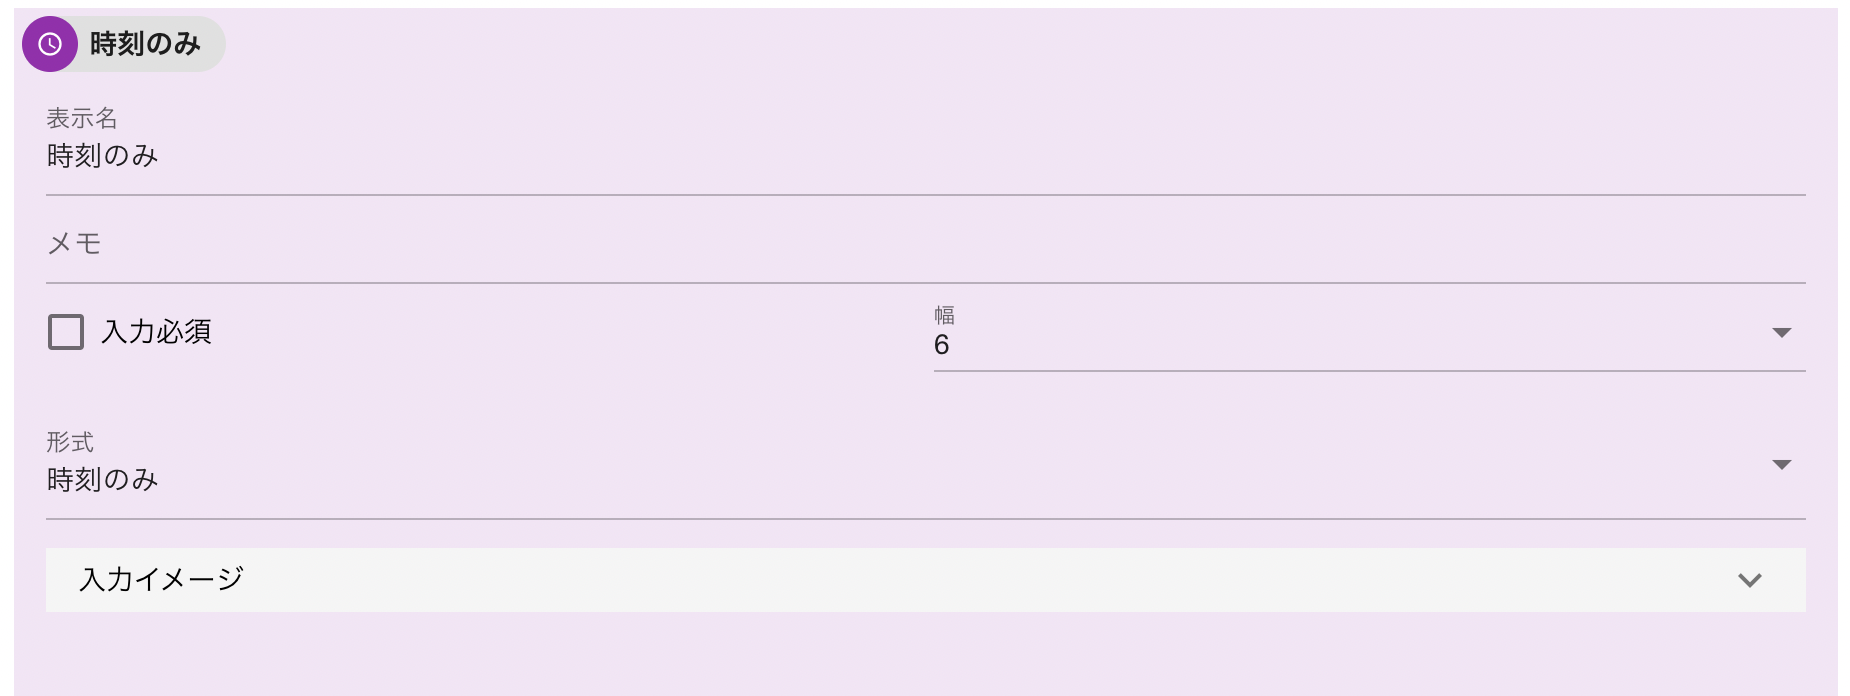 時刻のみ
表示名
時刻のみ
メモ
入力必須
幅
6
形式
時刻のみ
入力イメージ